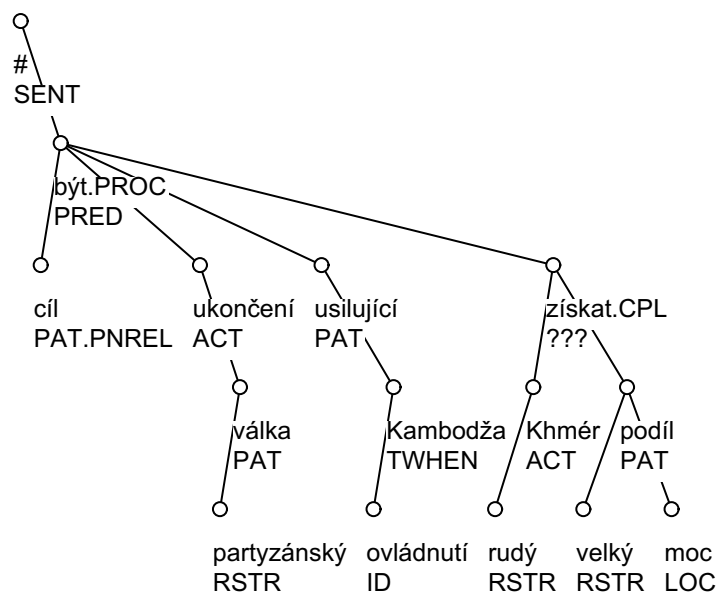 #
SENT
být.PROC
PRED
cíl
PAT.PNREL
ukončení
ACT
usilující
PAT
získat.CPL
???
válka
PAT
Kambodža
TWHEN
Khmér
ACT
podíl
PAT
partyzánský
RSTR
ovládnutí
ID
rudý
RSTR
velký
RSTR
moc
LOC